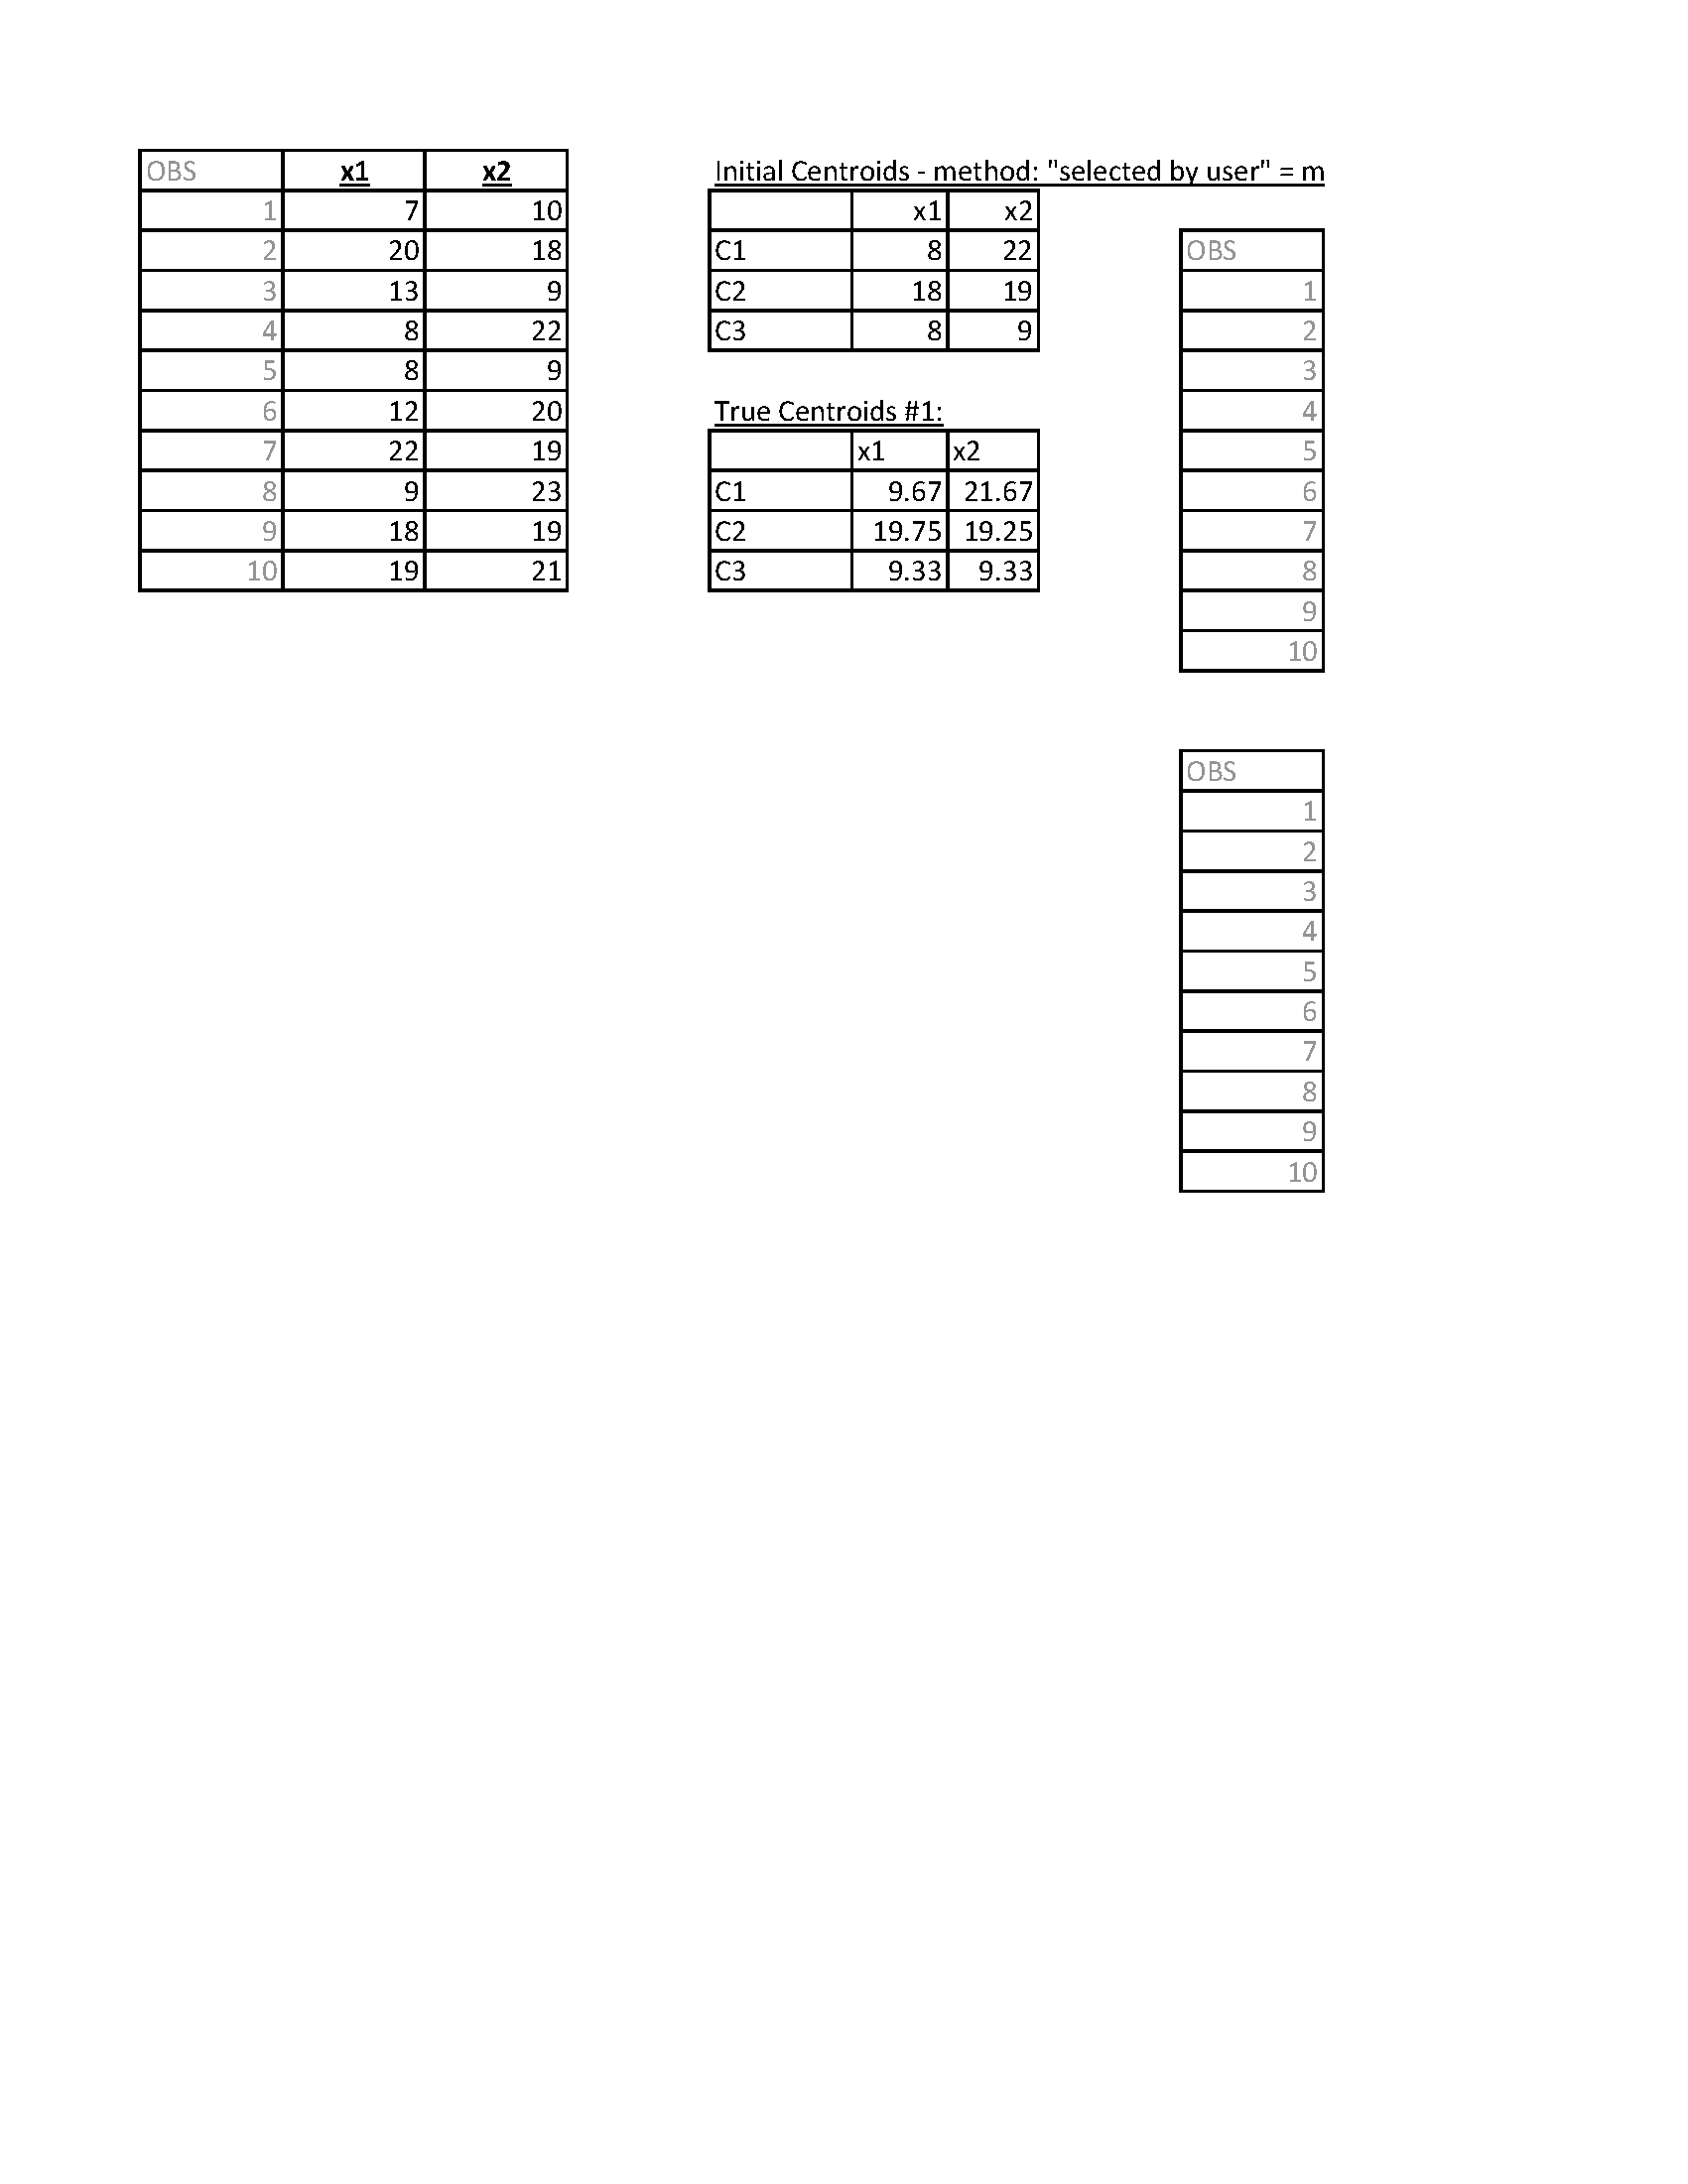 OBS x1 x2
1 7 10
2 20 18
3 13 9
4 8 22
5 8 9
6 12 20
7 22 19
8 9 23
9 18 19
10 19 21
Initial Centroids - method: "selected by user" = m
x1 x2
C1 8 22
C2 18 19
C3 8 9
True Centroids #1:
x1 x2
C1 9.67 21.67
C2 19.75 19.25
C3 9.33 9.33
OBS
1
2
3
4
5
6
7
8
9
10
OBS
1
2
3
4
5
6
7
8
9
10